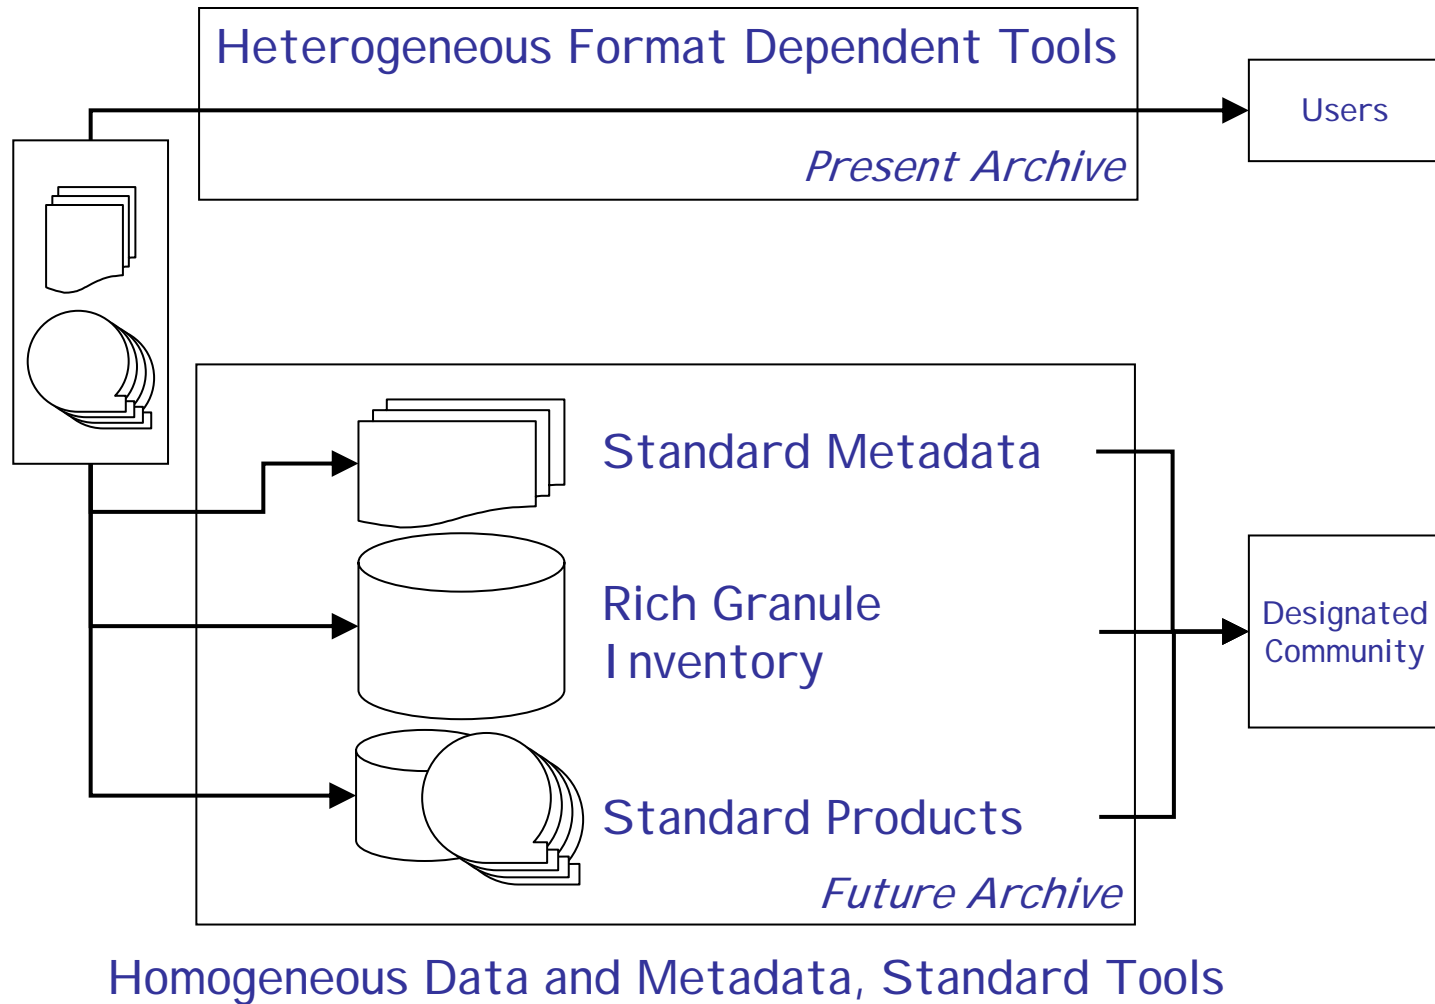 Heterogeneous Format Dependent Tools
Users
Present Archive
Standard Metadata
Rich Granule
Inventory
Designated
Community
Standard Products
Future Archive
Homogeneous Data and Metadata, Standard Tools